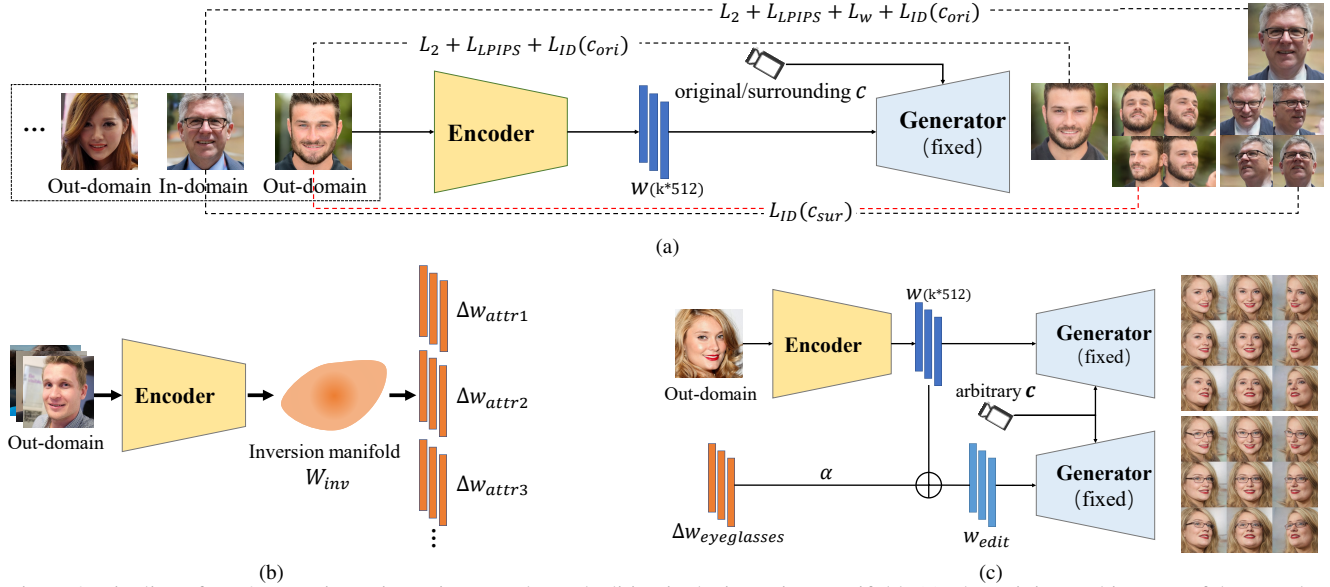 L_2 + L_LPIPS + L_w + L_ID(c_ori)
L_2 + L_LPIPS + L_ID(c_ori)
...
Out-domain
In-domain
Out-domain
Encoder
w(k*512)
original/surrounding c
Generator
(fixed)
L_ID(c_sur)
(a)
Out-domain
Encoder
Inversion manifold
W_inv
Δw_attr1
Δw_attr2
Δw_attr3
⋮
(b)
Out-domain
Encoder
w(k*512)
Generator
(fixed)
arbitrary c
Δw_eyeglasses
α
w_edit
Generator
(fixed)
(c)